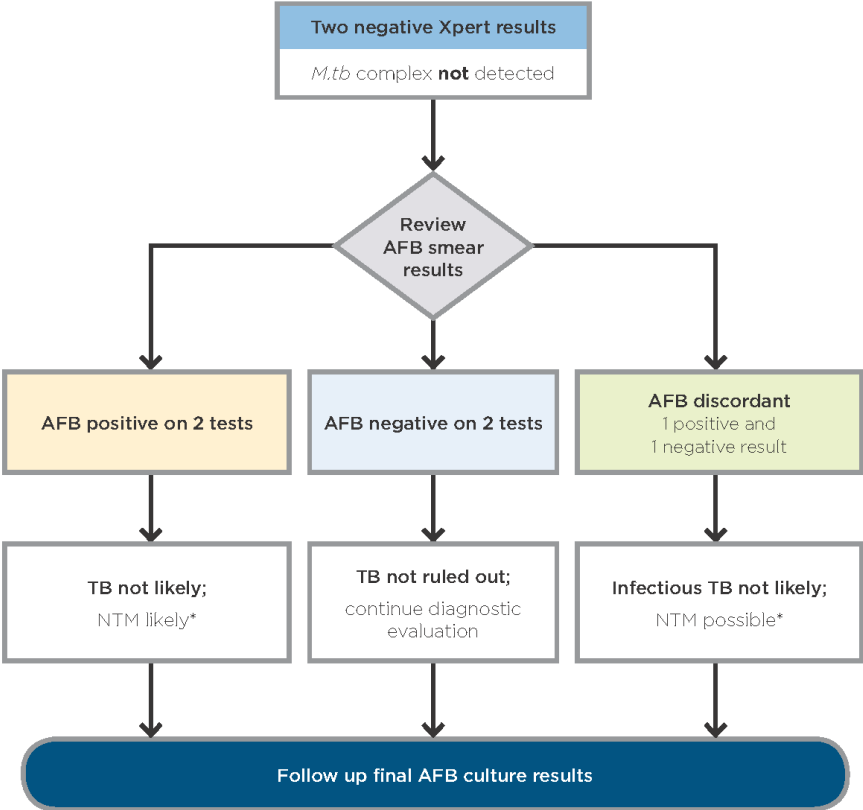 Two negative Xpert results
M.tb complex not detected
Review
AFB smear
results
AFB positive on 2 tests
AFB negative on 2 tests
AFB discordant
1 positive and
1 negative result
TB not likely;
NTM likely*
TB not ruled out;
continue diagnostic
evaluation
Infectious TB not likely;
NTM possible*
Follow up final AFB culture results